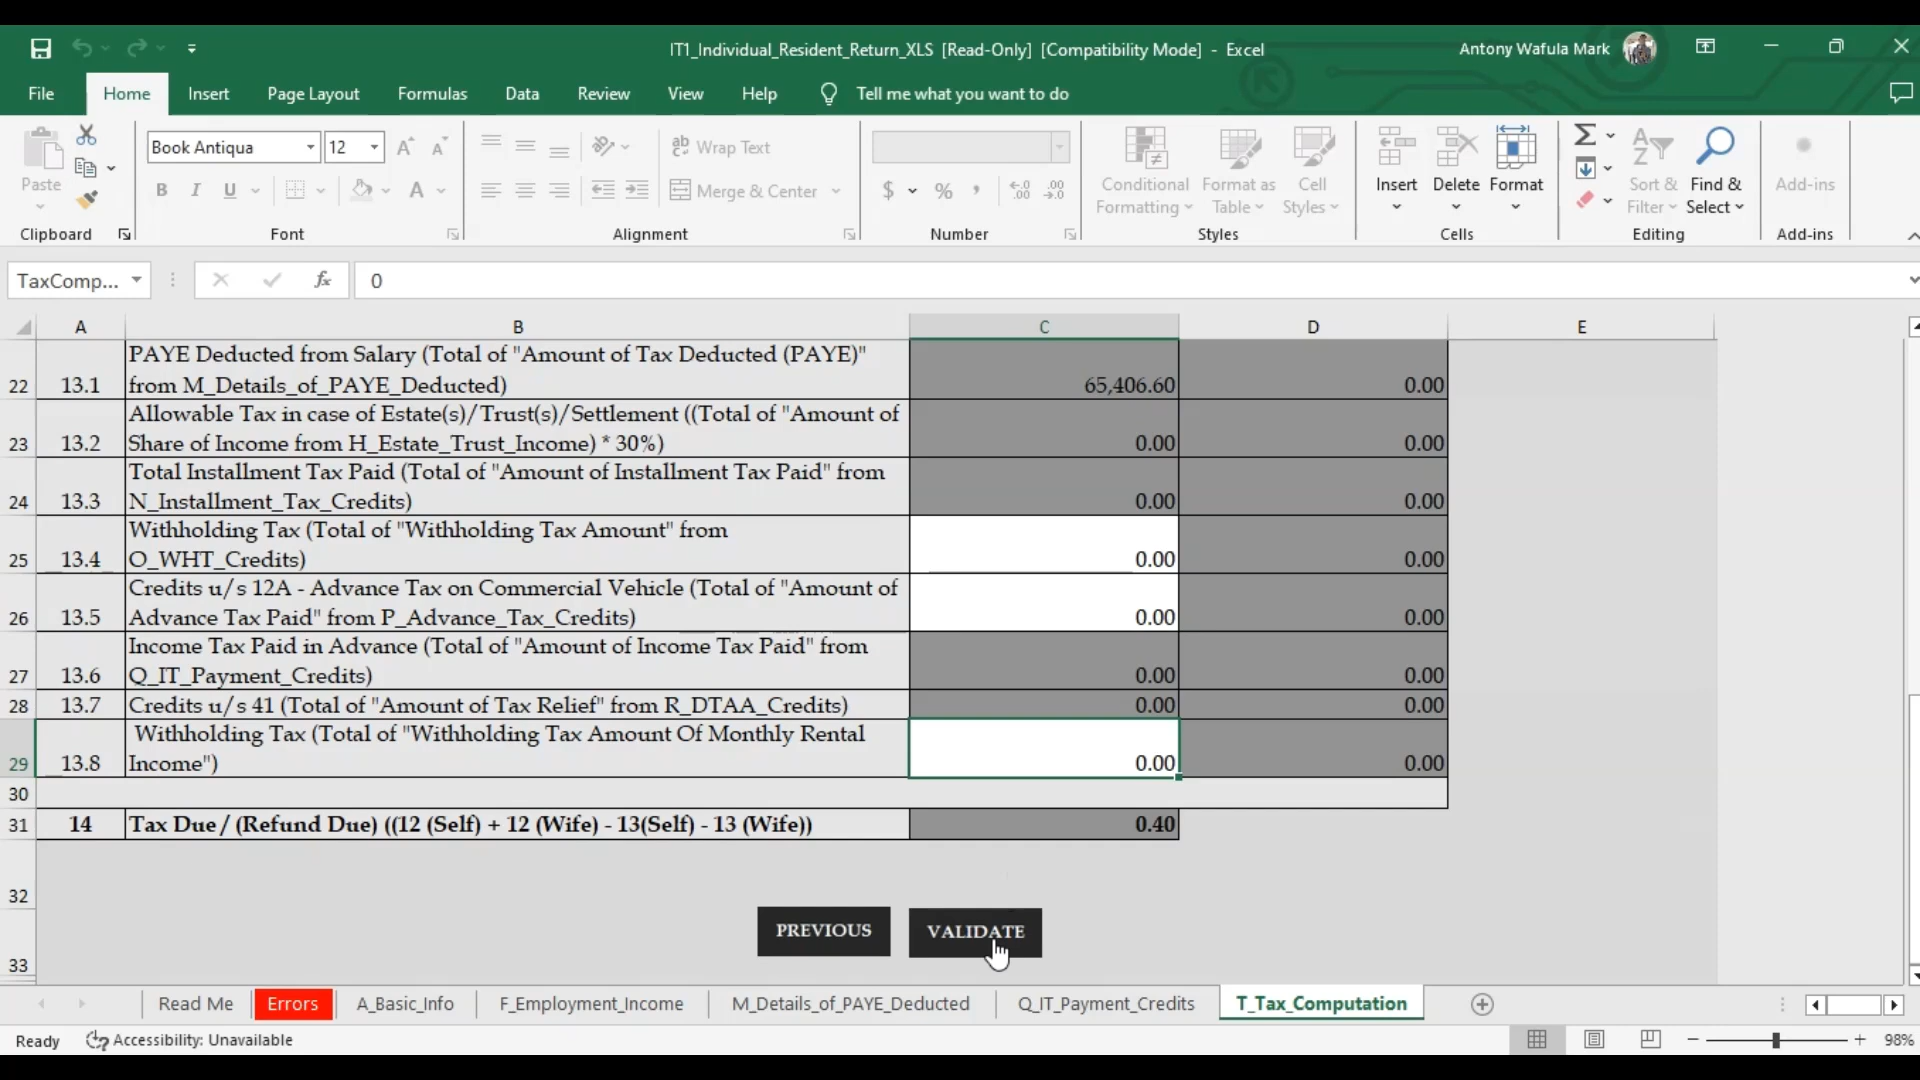 IT1_Individual_Resident_Return_XLS [Read-Only] [Compatibility Mode] - Excel
Antony Wafula Mark
File Home Insert Page Layout Formulas Data Review View Help Tell me what you want to do
Book Antiqua 12 Wrap Text
Paste B I U A Merge & Center $ % ,
Conditional Formatting
Format as Table
Cell Styles
Insert Delete Format
Sort & Filter
Find & Select
Add-ins
Clipboard Font Alignment Number Styles Cells Editing Add-ins
TaxComp... fx 0
A B C D E
22 13.1 PAYE Deducted from Salary (Total of "Amount of Tax Deducted (PAYE)"
from M_Details_of_PAYE_Deducted) 65,406.60 0.00
23 13.2 Allowable Tax in case of Estate(s)/Trust(s)/Settlement ((Total of "Amount of
Share of Income from H_Estate_Trust_Income) * 30%) 0.00 0.00
24 13.3 Total Installment Tax Paid (Total of "Amount of Installment Tax Paid" from
N_Installment_Tax_Credits) 0.00 0.00
25 13.4 Withholding Tax (Total of "Withholding Tax Amount" from
O_WHT_Credits) 0.00 0.00
26 13.5 Credits u/s 12A - Advance Tax on Commercial Vehicle (Total of "Amount of
Advance Tax Paid" from P_Advance_Tax_Credits) 0.00 0.00
27 13.6 Income Tax Paid in Advance (Total of "Amount of Income Tax Paid" from
Q_IT_Payment_Credits) 0.00 0.00
28 13.7 Credits u/s 41 (Total of "Amount of Tax Relief" from R_DTAA_Credits) 0.00 0.00
29 13.8 Withholding Tax (Total of "Withholding Tax Amount Of Monthly Rental
Income") 0.00 0.00
30
31 14 Tax Due / (Refund Due) ((12 (Self) + 12 (Wife) - 13(Self) - 13 (Wife)) 0.40
32
33 PREVIOUS VALIDATE
Read Me Errors A_Basic_Info F_Employment_Income M_Details_of_PAYE_Deducted Q_IT_Payment_Credits T_Tax_Computation
Ready Accessibility: Unavailable 98%